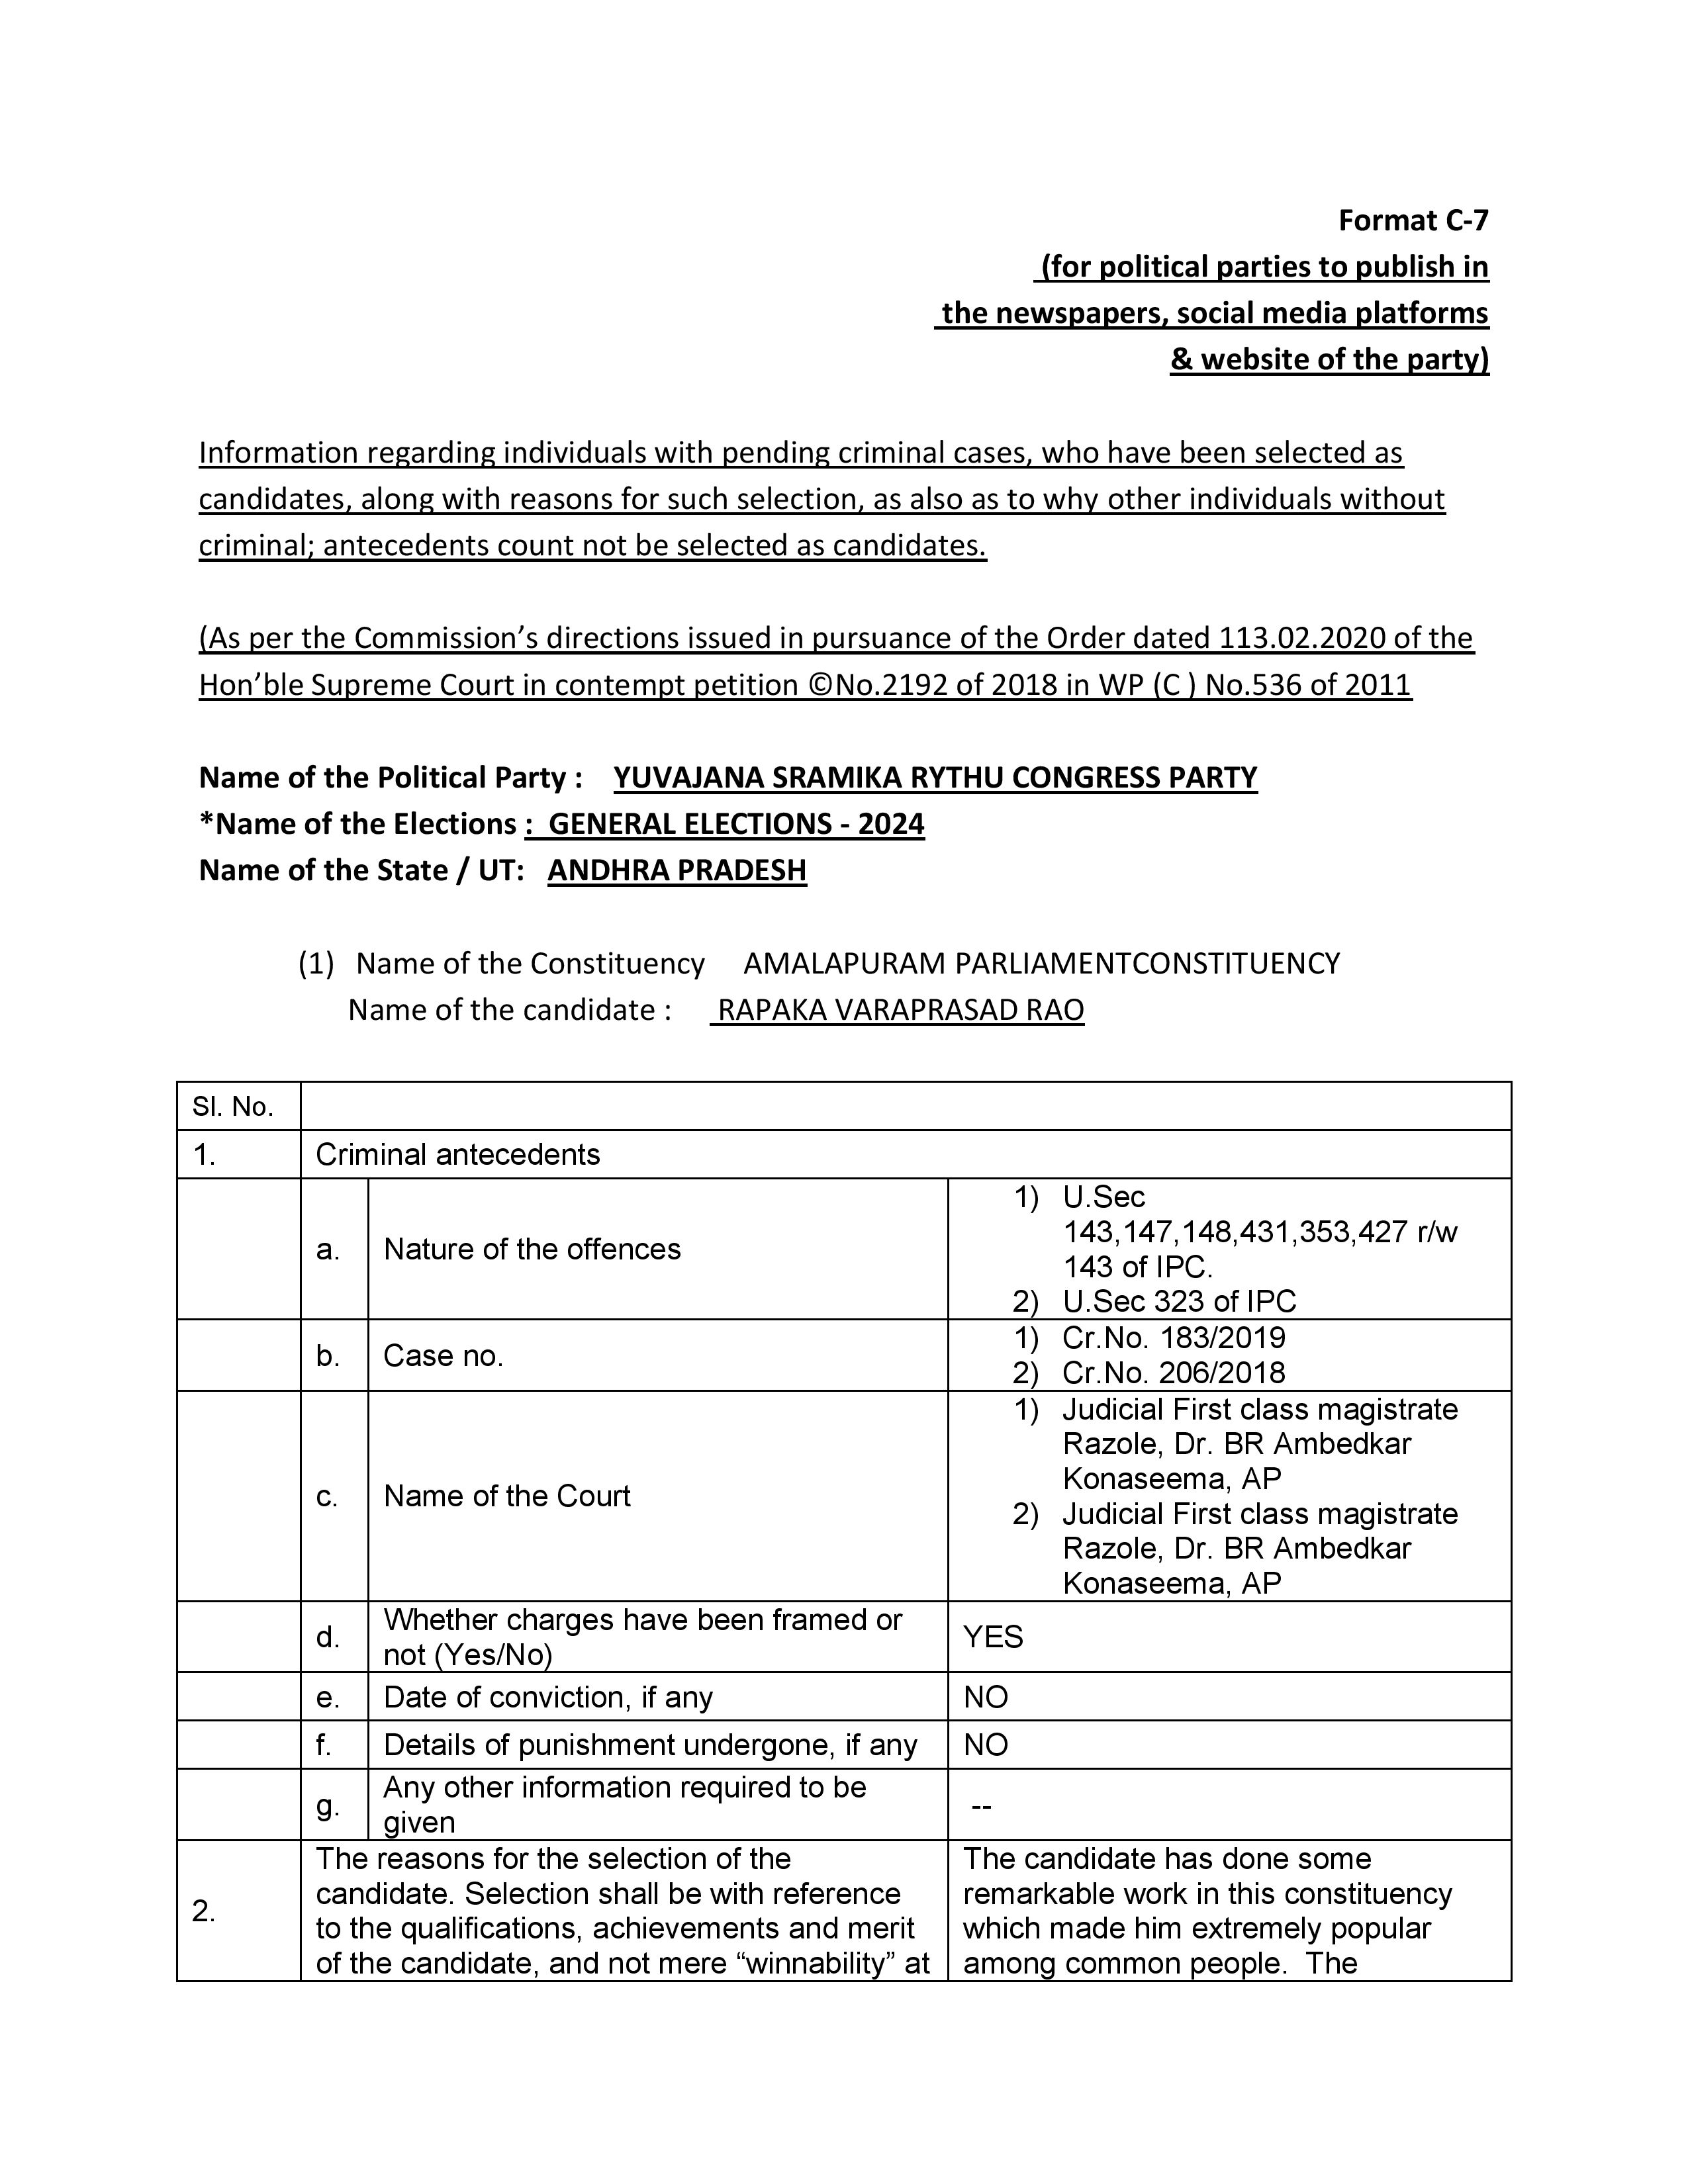 Format C-7
(for political parties to publish in
the newspapers, social media platforms
& website of the party)
Information regarding individuals with pending criminal cases, who have been selected as
candidates, along with reasons for such selection, as also as to why other individuals without
criminal; antecedents count not be selected as candidates.
(As per the Commission’s directions issued in pursuance of the Order dated 113.02.2020 of the
Hon’ble Supreme Court in contempt petition ©No.2192 of 2018 in WP (C ) No.536 of 2011
Name of the Political Party : YUVAJANA SRAMIKA RYTHU CONGRESS PARTY
*Name of the Elections : GENERAL ELECTIONS - 2024
Name of the State / UT: ANDHRA PRADESH
(1) Name of the Constituency AMALAPURAM PARLIAMENTCONSTITUENCY
Name of the candidate : RAPAKA VARAPRASAD RAO
Sl. No.
1. Criminal antecedents
a. Nature of the offences
1) U.Sec
143,147,148,431,353,427 r/w
143 of IPC.
2) U.Sec 323 of IPC
b. Case no.
1) Cr.No. 183/2019
2) Cr.No. 206/2018
c. Name of the Court
1) Judicial First class magistrate
Razole, Dr. BR Ambedkar
Konaseema, AP
2) Judicial First class magistrate
Razole, Dr. BR Ambedkar
Konaseema, AP
d.
Whether charges have been framed or
not (Yes/No)
YES
e. Date of conviction, if any NO
f. Details of punishment undergone, if any NO
g.
Any other information required to be
given
--
2.
The reasons for the selection of the
candidate. Selection shall be with reference
to the qualifications, achievements and merit
of the candidate, and not mere “winnability” at
The candidate has done some
remarkable work in this constituency
which made him extremely popular
among common people. The